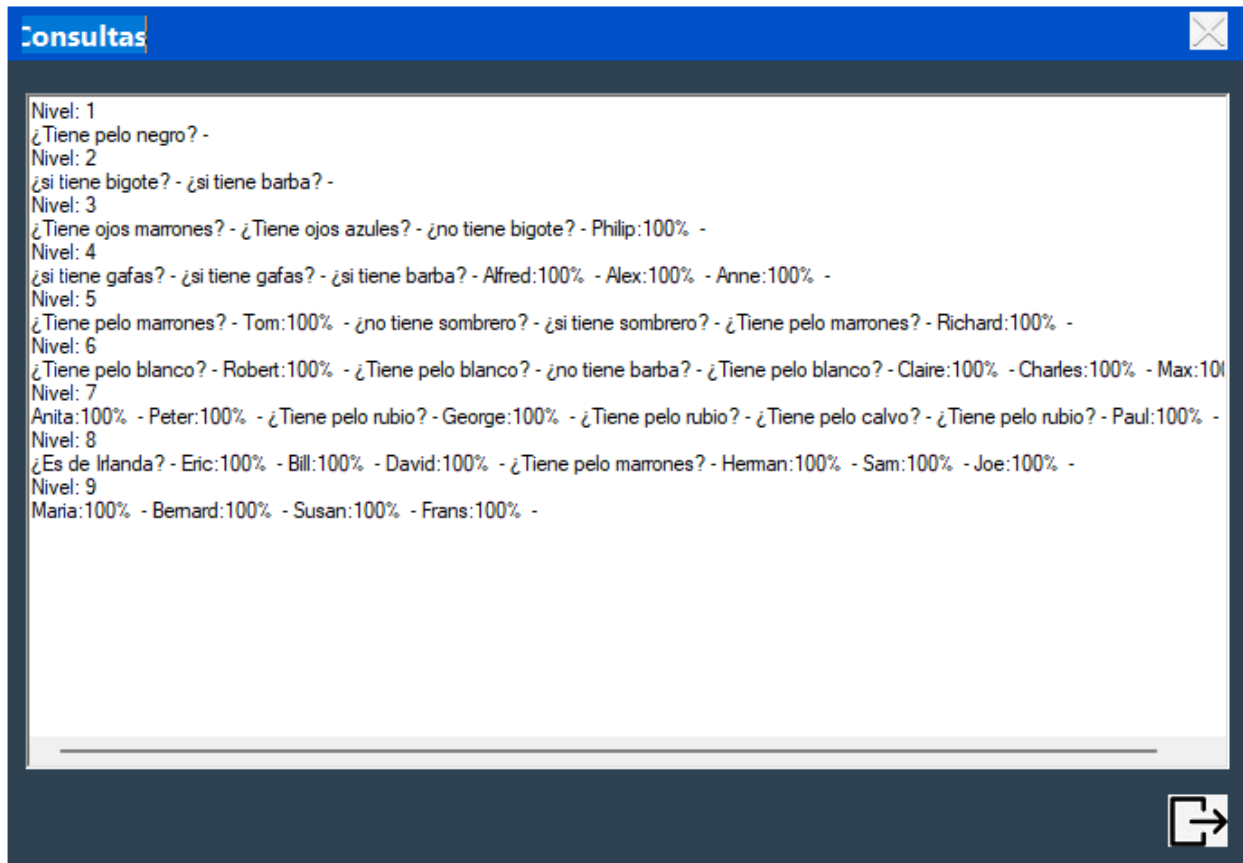 Consultas
Nivel: 1
¿Tiene pelo negro? -
Nivel: 2
¿si tiene bigote? - ¿si tiene barba? -
Nivel: 3
¿Tiene ojos marrones? - ¿Tiene ojos azules? - ¿no tiene bigote? - Philip:100%  -
Nivel: 4
¿si tiene gafas? - ¿si tiene gafas? - ¿si tiene barba? - Alfred:100%  - Alex:100%  - Anne:100%  -
Nivel: 5
¿Tiene pelo marrones? - Tom:100%  - ¿no tiene sombrero? - ¿si tiene sombrero? - ¿Tiene pelo marrones? - Richard:100%  -
Nivel: 6
¿Tiene pelo blanco? - Robert:100%  - ¿Tiene pelo blanco? - ¿no tiene barba? - ¿Tiene pelo blanco? - Claire:100%  - Charles:100%  - Max:10
Nivel: 7
Anita:100%  - Peter:100%  - ¿Tiene pelo rubio? - George:100%  - ¿Tiene pelo rubio? - ¿Tiene pelo calvo? - ¿Tiene pelo rubio? - Paul:100%  -
Nivel: 8
¿Es de Irlanda? - Eric:100%  - Bill:100%  - David:100%  - ¿Tiene pelo marrones? - Herman:100%  - Sam:100%  - Joe:100%  -
Nivel: 9
Maria:100%  - Bernard:100%  - Susan:100%  - Frans:100%  -